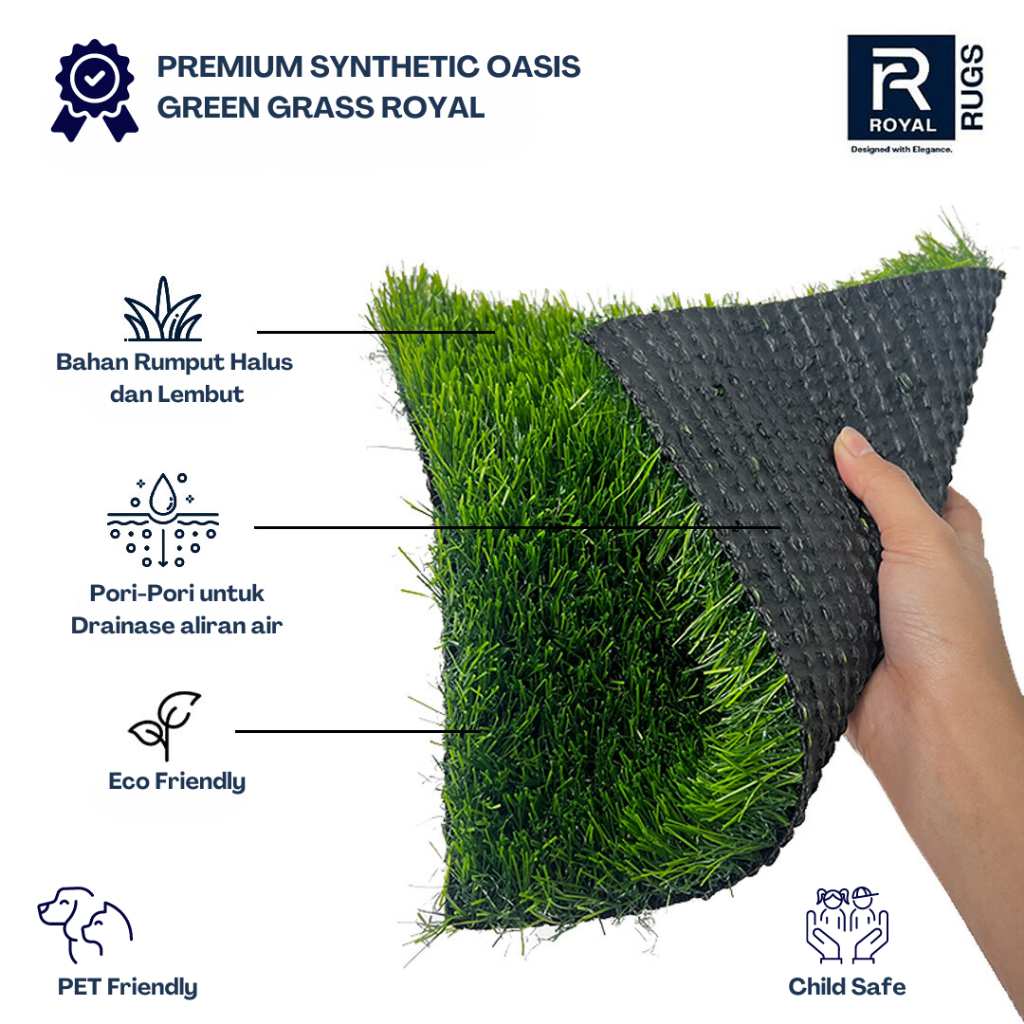 PREMIUM SYNTHETIC OASIS
GREEN GRASS ROYAL
R
ROYAL
RUGS
Designed with Elegance.
Bahan Rumput Halus
dan Lembut
Pori-Pori untuk
Drainase aliran air
Eco Friendly
PET Friendly
Child Safe